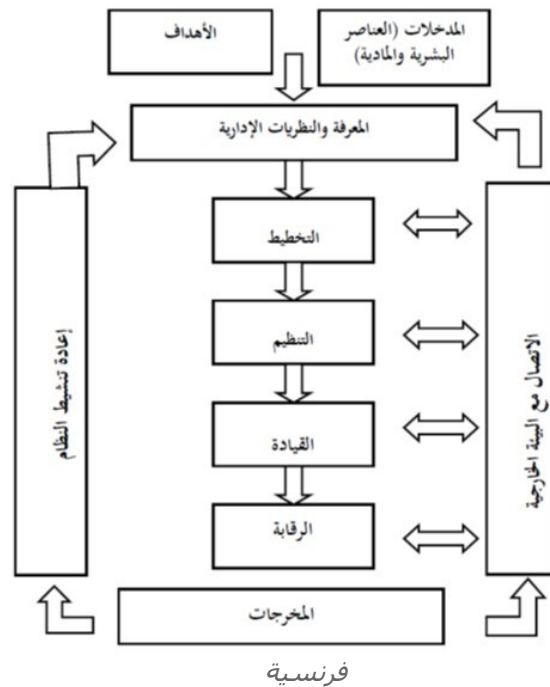 المدخلات (العناصر
البشرية والمادية)
الأهداف
المعرفة والنظريات الإدارية
التخطيط
التنظيم
القيادة
الرقابة
الاتصال مع البيئة الخارجية
إعادة تنشيط النظام
المخرجات
فرنسية